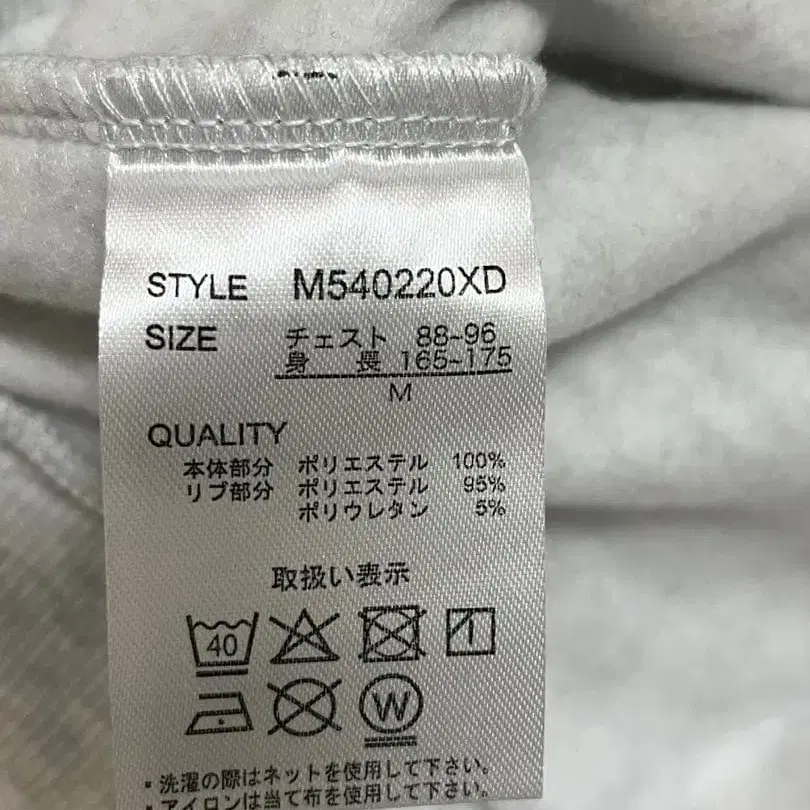 STYLE M540220XD
SIZE チェスト 88~96
身長 165~175
M
QUALITY
本体部分 ポリエステル 100%
リブ部分 ポリエステル 95%
ポリウレタン 5%
取扱い表示
40
W
・洗濯の際はネットを使用して下さい。
・アイロンは当て布を使用して下さい。